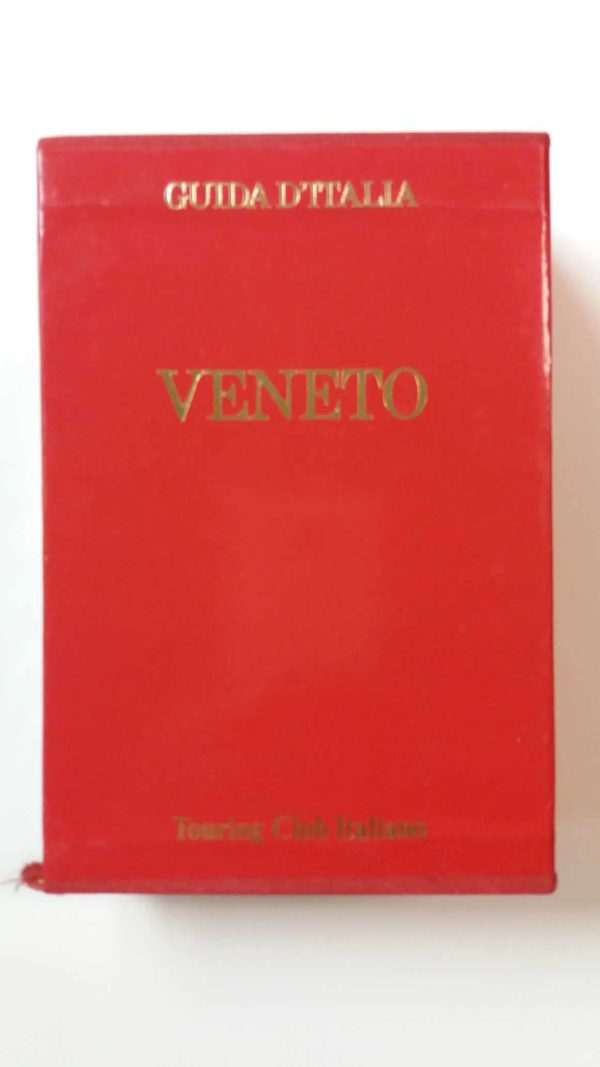 GUIDA D'ITALIA
VENETO
Touring Club Italiano